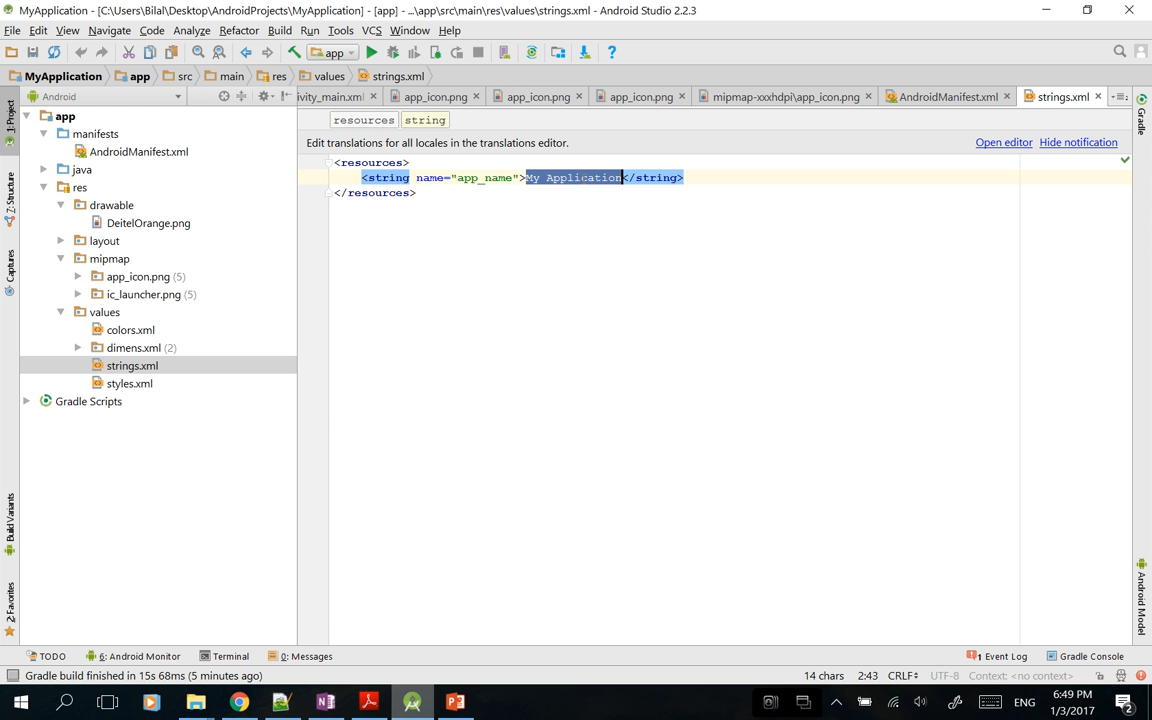 MyApplication - [C:\Users\Bilal\Desktop\AndroidProjects\MyApplication] - [app] - ...\app\src\main\res\values\strings.xml - Android Studio 2.2.3
File Edit View Navigate Code Analyze Refactor Build Run Tools VCS Window Help
app
MyApplication app src main res values strings.xml
Android
ivity_main.xml app_icon.png app_icon.png app_icon.png mipmap-xxxhdpi\app_icon.png AndroidManifest.xml strings.xml
1: Project
7: Structure
Captures
Build Variants
2: Favorites
app
manifests
AndroidManifest.xml
java
res
drawable
DeitelOrange.png
layout
mipmap
app_icon.png (5)
ic_launcher.png (5)
values
colors.xml
dimens.xml (2)
strings.xml
styles.xml
Gradle Scripts
resources string
Edit translations for all locales in the translations editor. Open editor Hide notification
<resources>
<string name="app_name">My Application</string>
</resources>
Gradle
Android Model
TODO 6: Android Monitor Terminal 0: Messages 1 Event Log Gradle Console
Gradle build finished in 15s 68ms (5 minutes ago) 14 chars 2:43 CRLF UTF-8 Context: <no context>
ENG 6:49 PM
1/3/2017
2